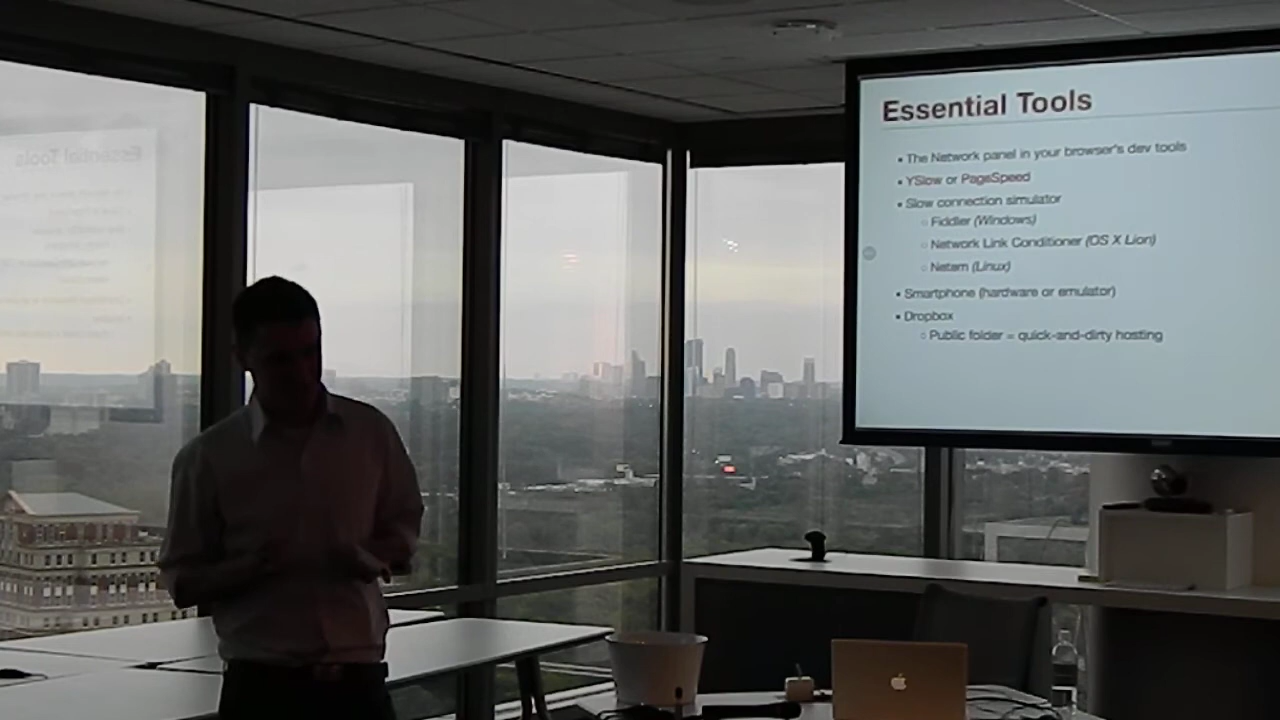 Essential Tools
• The Network panel in your browser's dev tools
• YSlow or PageSpeed
• Slow connection simulator
○ Fiddler (Windows)
○ Network Link Conditioner (OS X Lion)
○ Netem (Linux)
• Smartphone (hardware or emulator)
• Dropbox
○ Public folder = quick-and-dirty hosting